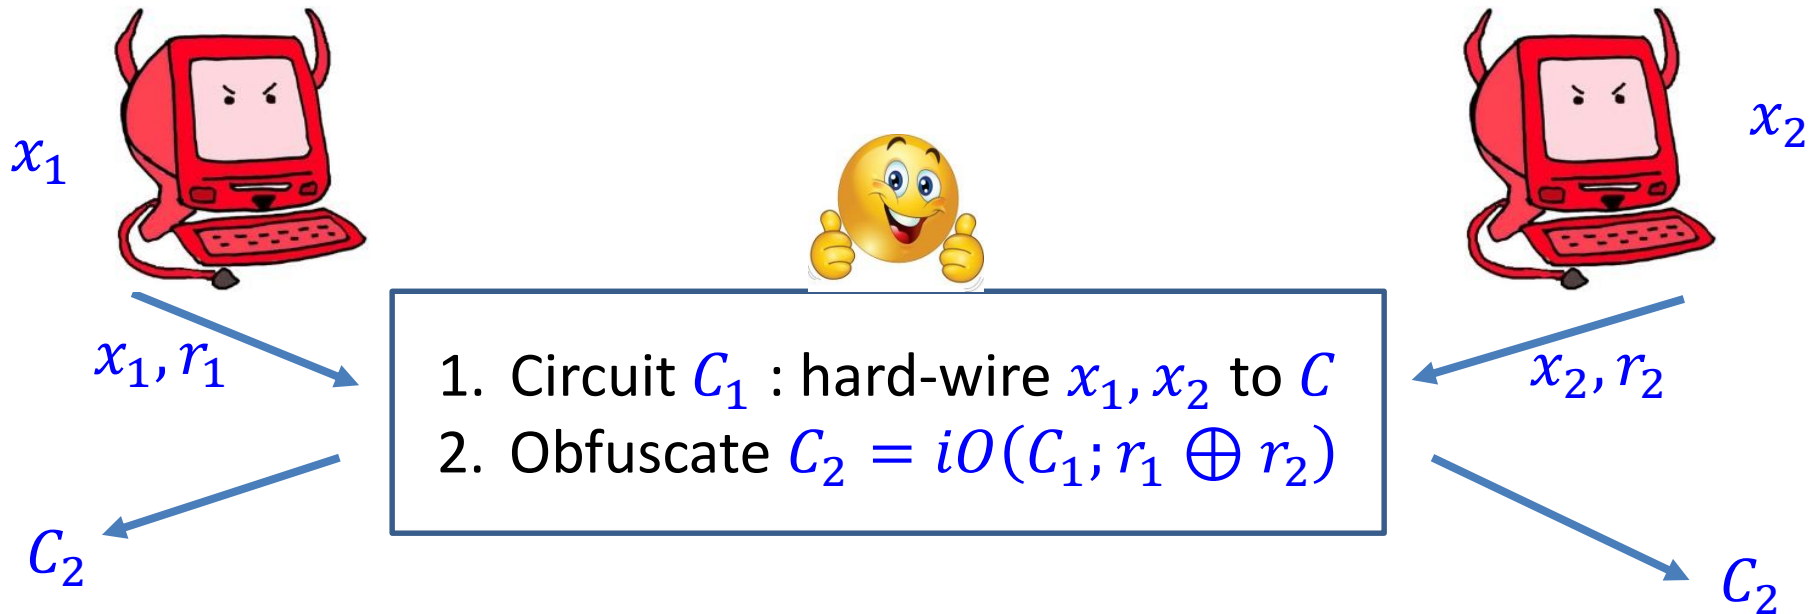 x₁
x₂
x₁, r₁
x₂, r₂
1. Circuit C₁ : hard-wire x₁, x₂ to C
2. Obfuscate C₂ = iO(C₁; r₁ ⊕ r₂)
C₂
C₂